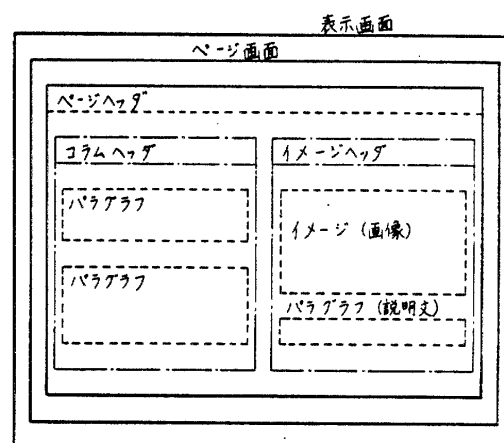 表示画面
ページ画面
ページヘッダ
コラムヘッダ
イメージヘッダ
パラグラフ
イメージ (画像)
パラグラフ
パラグラフ (説明文)